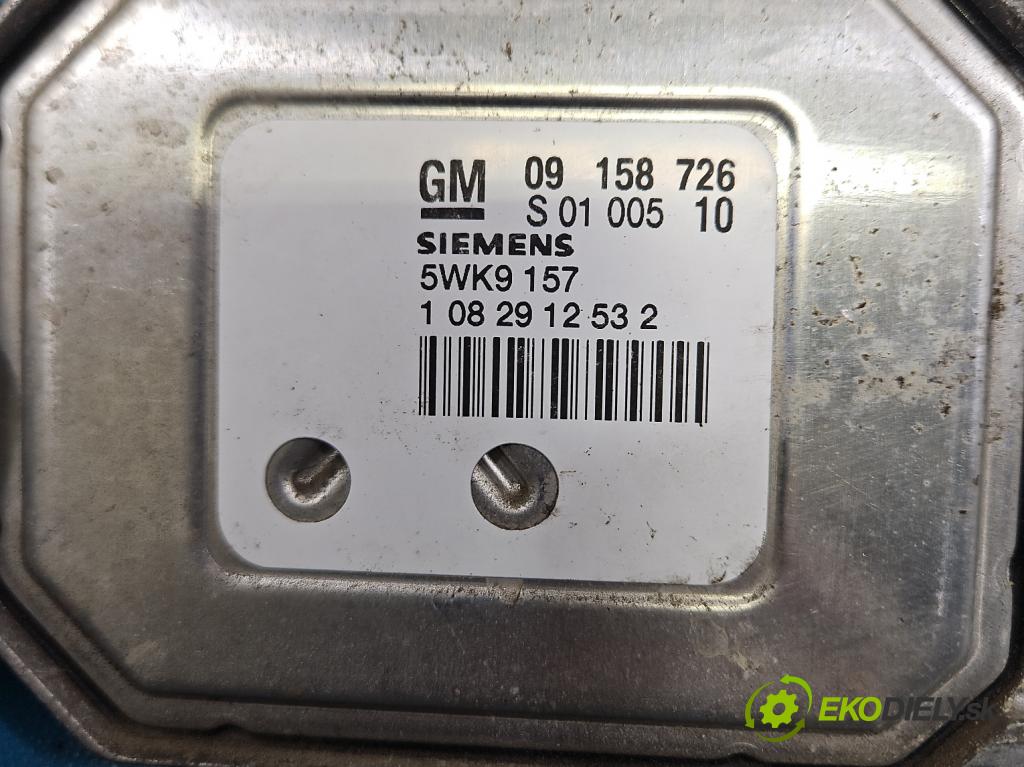 GM 09 158 726
S 01 005 10
SIEMENS
5WK9 157
1 08 29 12 53 2
EKODIELY.sk